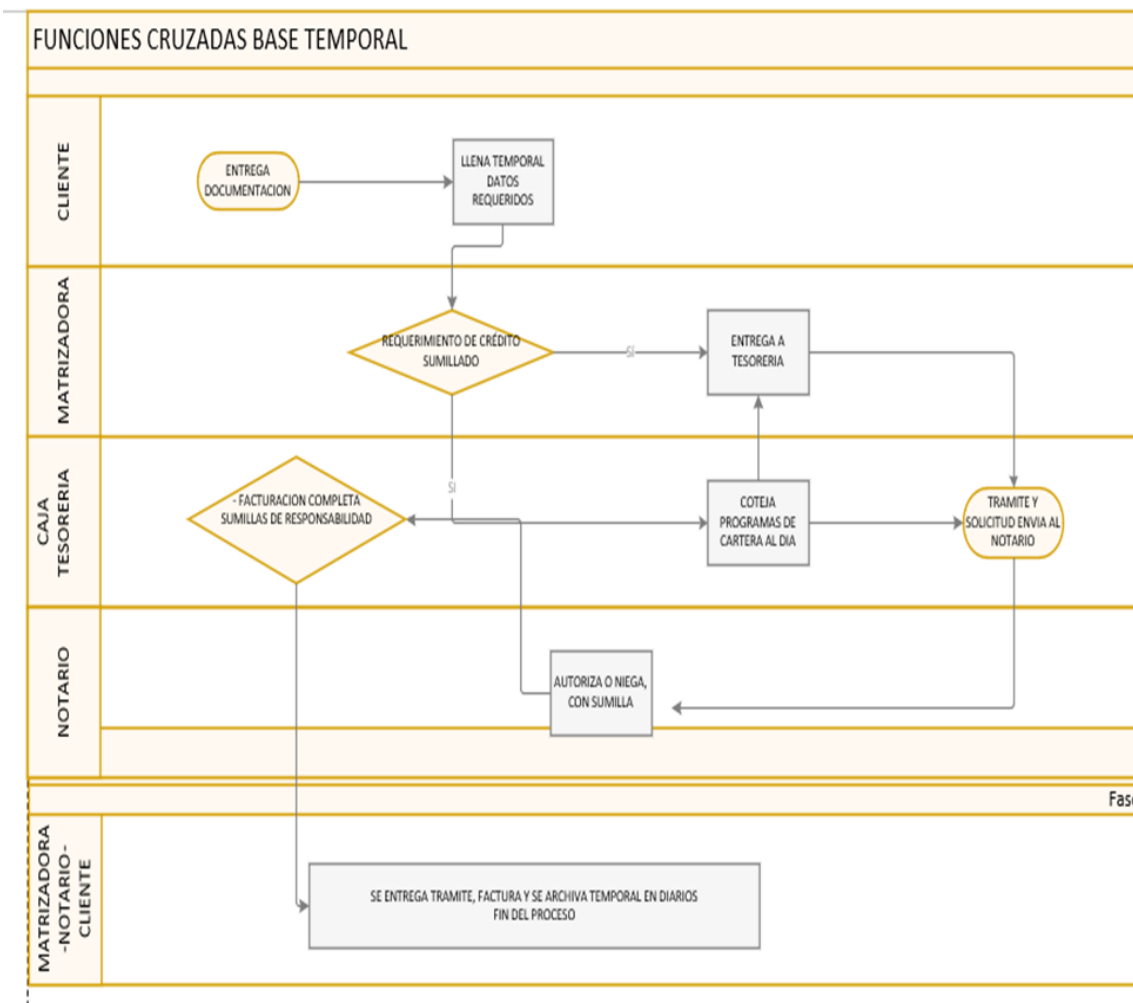 FUNCIONES CRUZADAS BASE TEMPORAL
CLIENTE
ENTREGA
DOCUMENTACION
LLENA TEMPORAL
DATOS
REQUERIDOS
MATRIZADORA
REQUERIMIENTO DE CRÉDITO
SUMILLADO
SI
ENTREGA A
TESORERIA
CAJA
TESORERIA
- FACTURACION COMPLETA
SUMILLAS DE RESPONSABILIDAD
SI
COTEJA
PROGRAMAS DE
CARTERA AL DIA
TRAMITE Y
SOLICITUD ENVIA AL
NOTARIO
NOTARIO
AUTORIZA O NIEGA,
CON SUMILLA
MATRIZADORA
-NOTARIO-
CLIENTE
SE ENTREGA TRAMITE, FACTURA Y SE ARCHIVA TEMPORAL EN DIARIOS
FIN DEL PROCESO